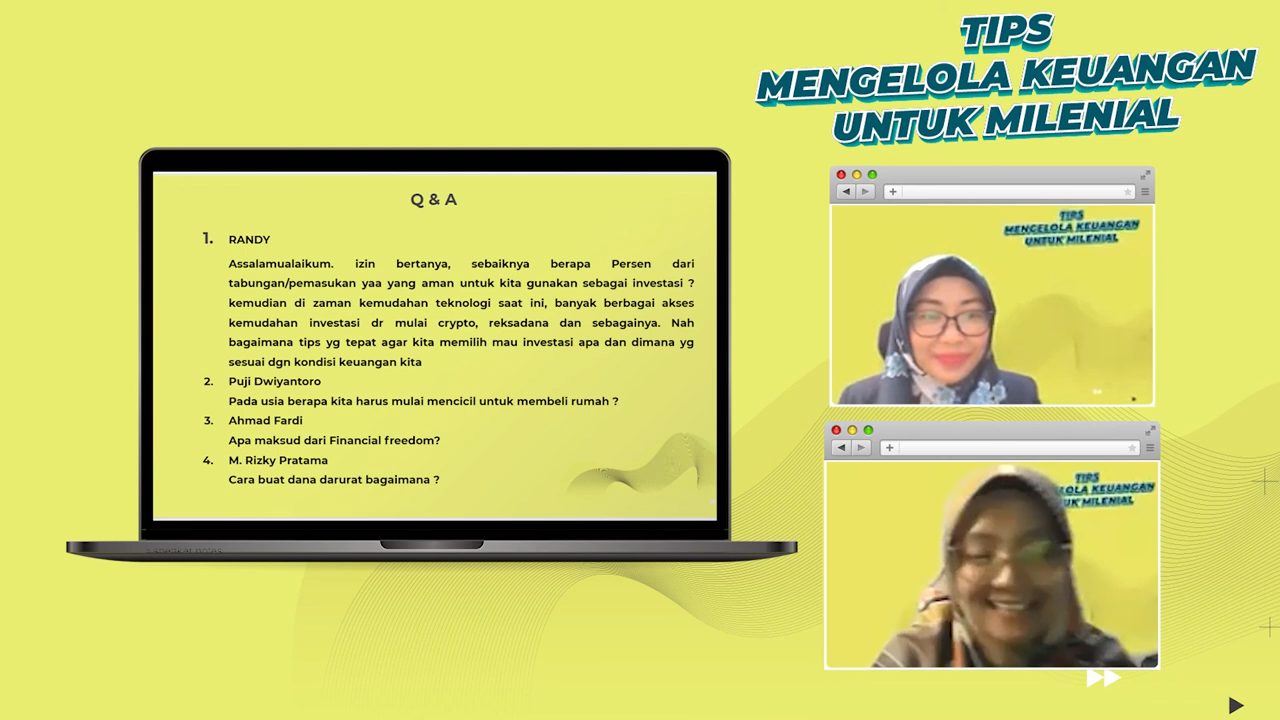 TIPS
MENGELOLA KEUANGAN
UNTUK MILENIAL
Q & A
1. RANDY
Assalamualaikum. izin bertanya, sebaiknya berapa Persen dari
tabungan/pemasukan yaa yang aman untuk kita gunakan sebagai investasi ?
kemudian di zaman kemudahan teknologi saat ini, banyak berbagai akses
kemudahan investasi dr mulai crypto, reksadana dan sebagainya. Nah
bagaimana tips yg tepat agar kita memilih mau investasi apa dan dimana yg
sesuai dgn kondisi keuangan kita
2. Puji Dwiyantoro
Pada usia berapa kita harus mulai mencicil untuk membeli rumah ?
3. Ahmad Fardi
Apa maksud dari Financial freedom?
4. M. Rizky Pratama
Cara buat dana darurat bagaimana ?
TIPS
MENGELOLA KEUANGAN
UNTUK MILENIAL
TIPS
OLA KEUANGAN
UK MILENIAL